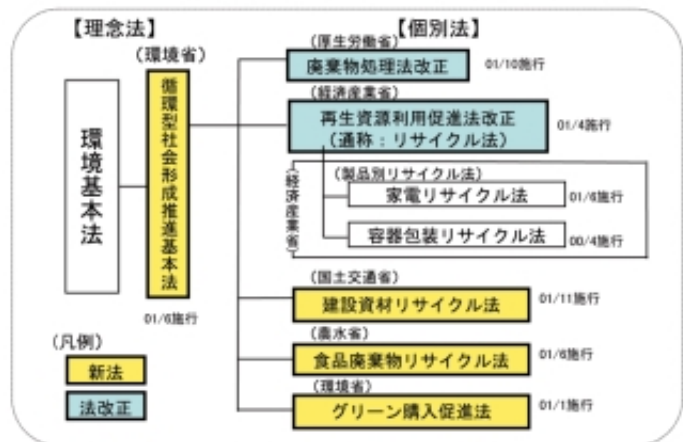 【理念法】
【個別法】
(環境省)
環境基本法
循環型社会形成推進基本法
01/6施行
(厚生労働省)
廃棄物処理法改正
01/10施行
(経済産業省)
再生資源利用促進法改正
(通称:リサイクル法)
01/4施行
(経済産業省)
(製品別リサイクル法)
家電リサイクル法
01/6施行
容器包装リサイクル法
00/4施行
(国土交通省)
建設資材リサイクル法
01/11施行
(農水省)
食品廃棄物リサイクル法
01/6施行
(環境省)
グリーン購入促進法
01/1施行
(凡例)
新法
法改正